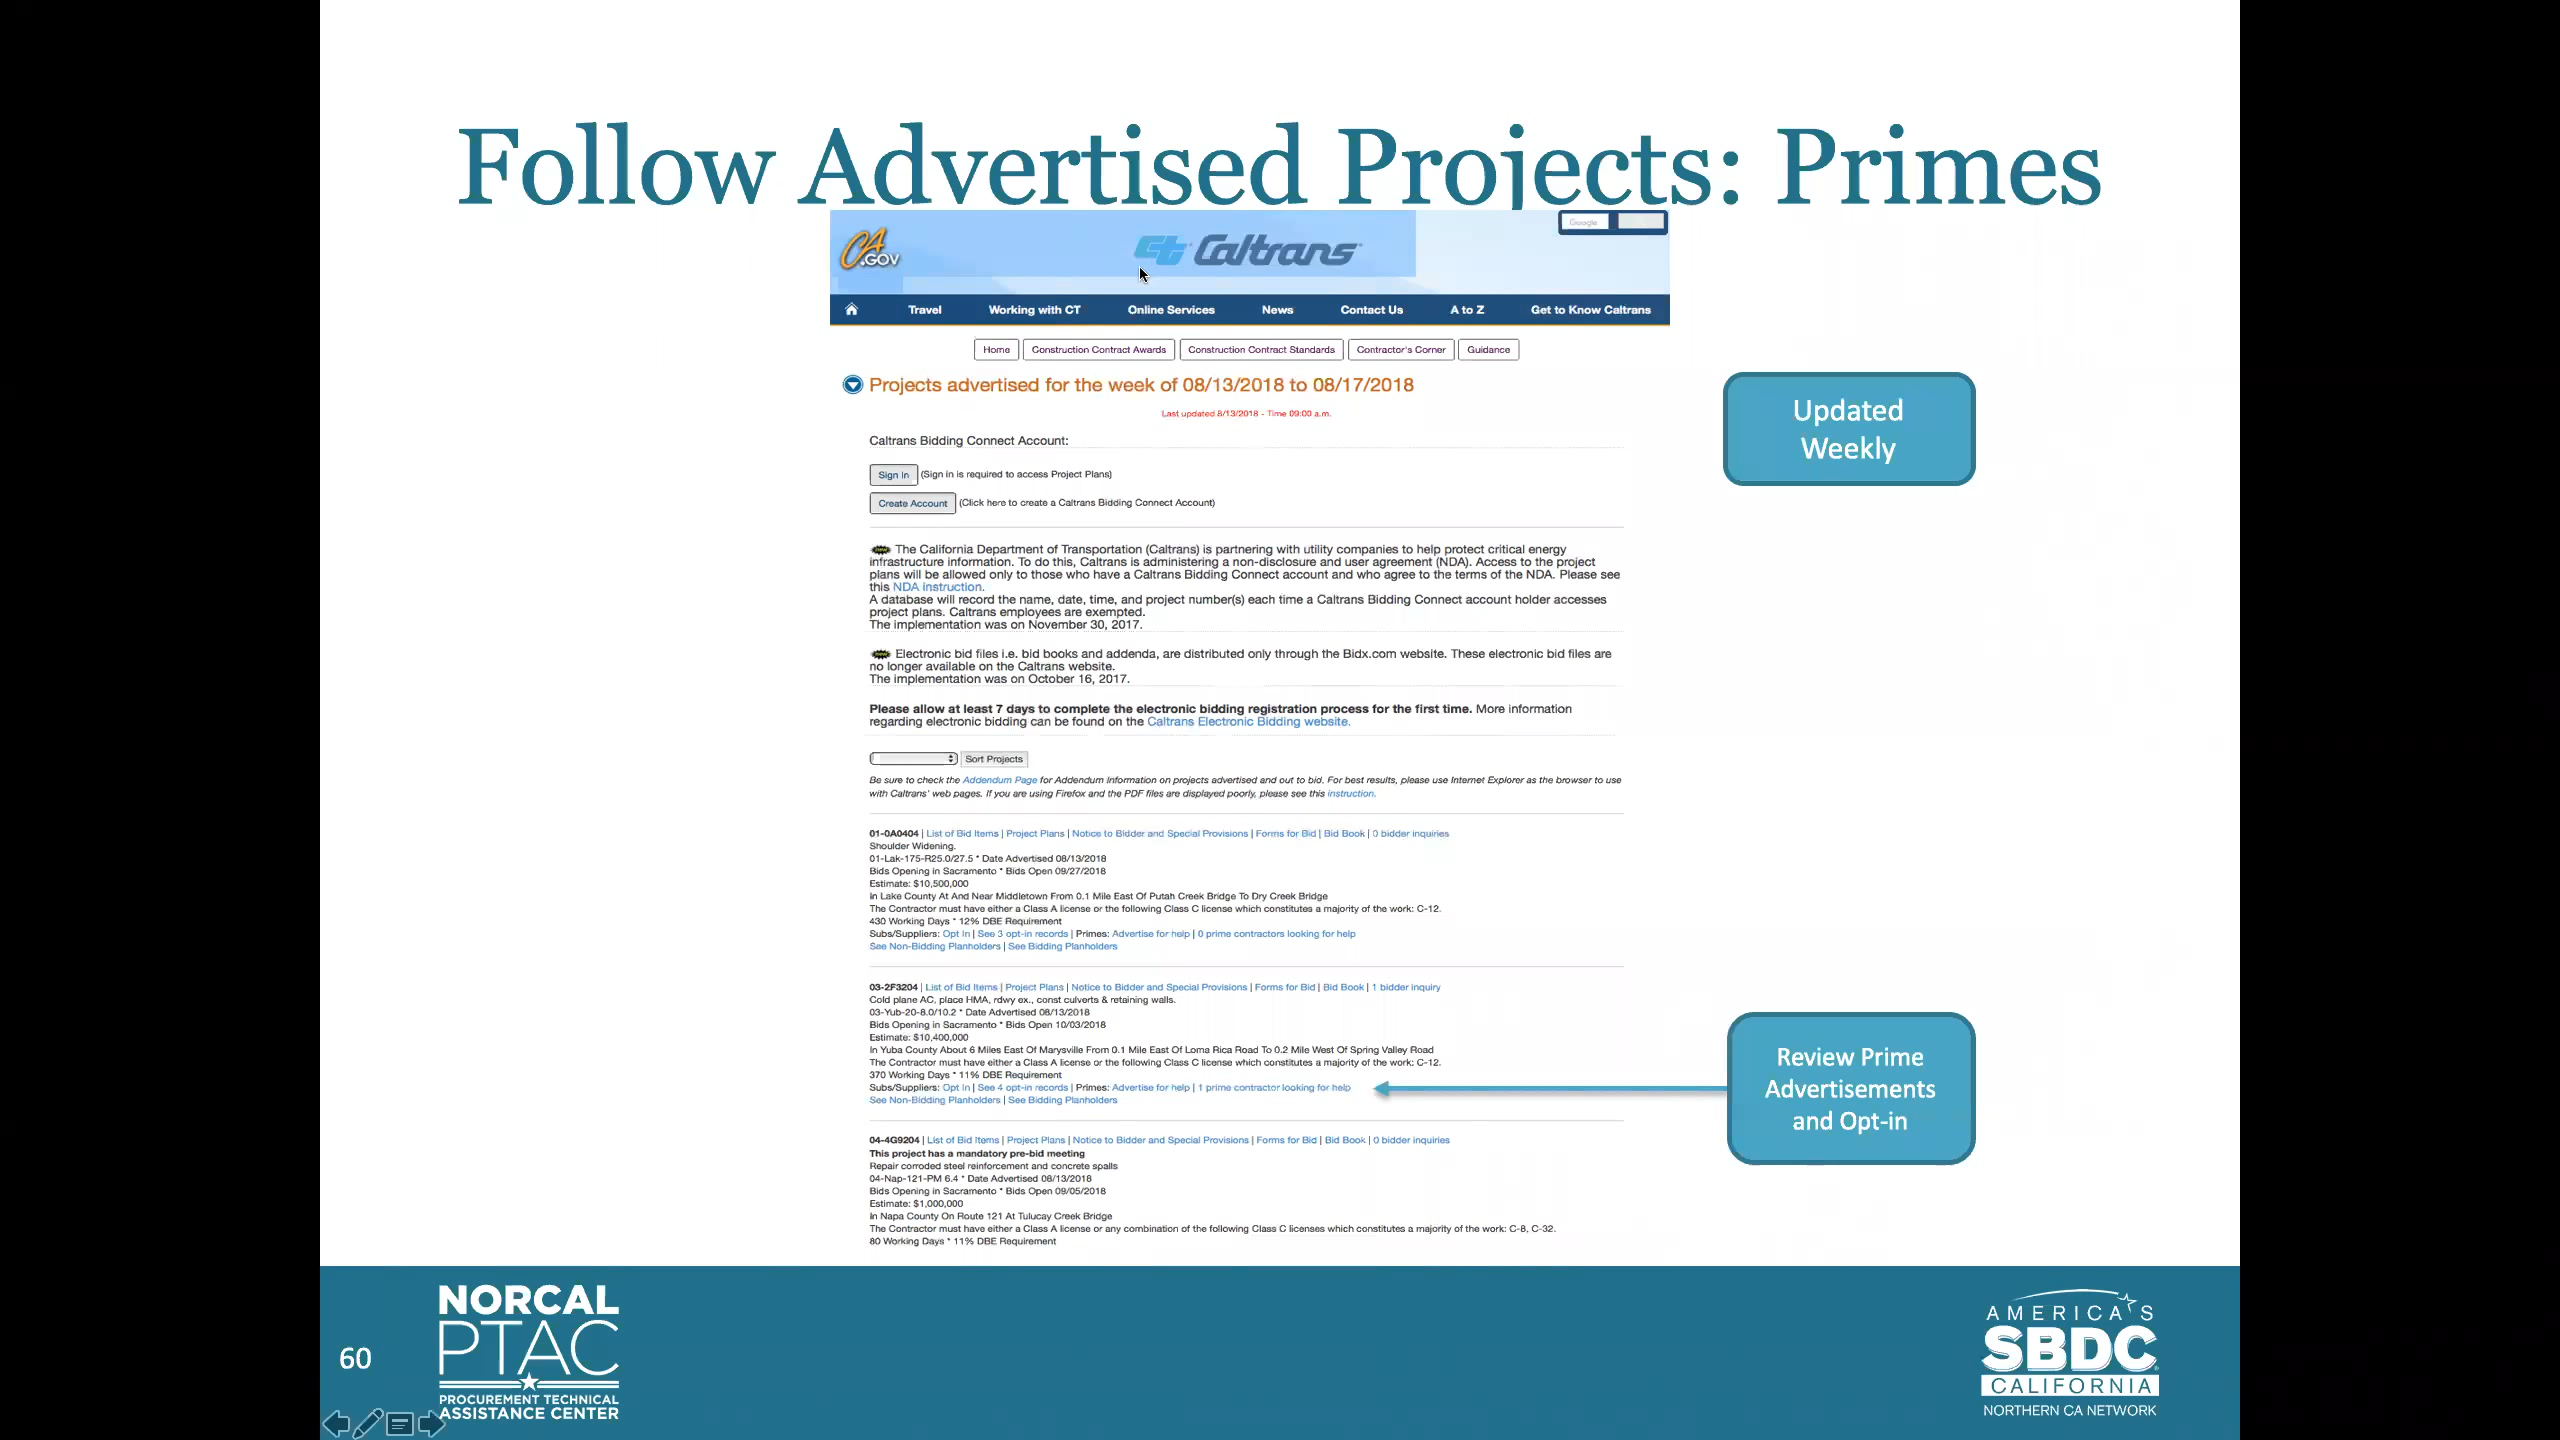 Follow Advertised Projects: Primes
CA.GOV
Caltrans
Google
Travel
Working with CT
Online Services
News
Contact Us
A to Z
Get to Know Caltrans
Home
Construction Contract Awards
Construction Contract Standards
Contractor's Corner
Guidance
Projects advertised for the week of 08/13/2018 to 08/17/2018
Last updated 8/13/2018 - Time 09:00 a.m.
Caltrans Bidding Connect Account:
Sign In (Sign in is required to access Project Plans)
Create Account (Click here to create a Caltrans Bidding Connect Account)
The California Department of Transportation (Caltrans) is partnering with utility companies to help protect critical energy
infrastructure information. To do this, Caltrans is administering a non-disclosure and user agreement (NDA). Access to the project
plans will be allowed only to those who have a Caltrans Bidding Connect account and who agree to the terms of the NDA. Please see
this NDA instruction.
A database will record the name, date, time, and project number(s) each time a Caltrans Bidding Connect account holder accesses
project plans. Caltrans employees are exempted.
The implementation was on November 30, 2017.
Electronic bid files i.e. bid books and addenda, are distributed only through the Bidx.com website. These electronic bid files are
no longer available on the Caltrans website.
The implementation was on October 16, 2017.
Please allow at least 7 days to complete the electronic bidding registration process for the first time. More information
regarding electronic bidding can be found on the Caltrans Electronic Bidding website.
Sort Projects
Be sure to check the Addendum Page for Addendum Information on projects advertised and out to bid. For best results, please use Internet Explorer as the browser to use
with Caltrans' web pages. If you are using Firefox and the PDF files are displayed poorly, please see this instruction.
01-0A0404 | List of Bid Items | Project Plans | Notice to Bidder and Special Provisions | Forms for Bid | Bid Book | 0 bidder inquiries
Shoulder Widening.
01-Lak-175-R25.0/27.5 * Date Advertised 08/13/2018
Bids Opening in Sacramento * Bids Open 09/27/2018
Estimate: $10,500,000
In Lake County At And Near Middletown From 0.1 Mile East Of Putah Creek Bridge To Dry Creek Bridge
The Contractor must have either a Class A license or the following Class C license which constitutes a majority of the work: C-12.
430 Working Days * 12% DBE Requirement
Subs/Suppliers: Opt In | See 3 opt-in records | Primes: Advertise for help | 0 prime contractors looking for help
See Non-Bidding Planholders | See Bidding Planholders
03-2F3204 | List of Bid Items | Project Plans | Notice to Bidder and Special Provisions | Forms for Bid | Bid Book | 1 bidder inquiry
Cold plane AC, place HMA, rdwy ex., const culverts & retaining walls.
03-Yub-20-8.0/10.2 * Date Advertised 08/13/2018
Bids Opening in Sacramento * Bids Open 10/03/2018
Estimate: $10,400,000
In Yuba County About 6 Miles East Of Marysville From 0.1 Mile East Of Loma Rica Road To 0.2 Mile West Of Spring Valley Road
The Contractor must have either a Class A license or the following Class C license which constitutes a majority of the work: C-12.
370 Working Days * 11% DBE Requirement
Subs/Suppliers: Opt In | See 4 opt-in records | Primes: Advertise for help | 1 prime contractor looking for help
See Non-Bidding Planholders | See Bidding Planholders
04-4G9204 | List of Bid Items | Project Plans | Notice to Bidder and Special Provisions | Forms for Bid | Bid Book | 0 bidder inquiries
This project has a mandatory pre-bid meeting
Repair corroded steel reinforcement and concrete spalls
04-Nap-121-PM 6.4 * Date Advertised 08/13/2018
Bids Opening in Sacramento * Bids Open 09/05/2018
Estimate: $1,000,000
In Napa County On Route 121 At Tulucay Creek Bridge
The Contractor must have either a Class A license or any combination of the following Class C licenses which constitutes a majority of the work: C-8, C-32.
80 Working Days * 11% DBE Requirement
Updated
Weekly
Review Prime
Advertisements
and Opt-in
60
NORCAL
PTAC
PROCUREMENT TECHNICAL
ASSISTANCE CENTER
AMERICA'S
SBDC
CALIFORNIA
NORTHERN CA NETWORK